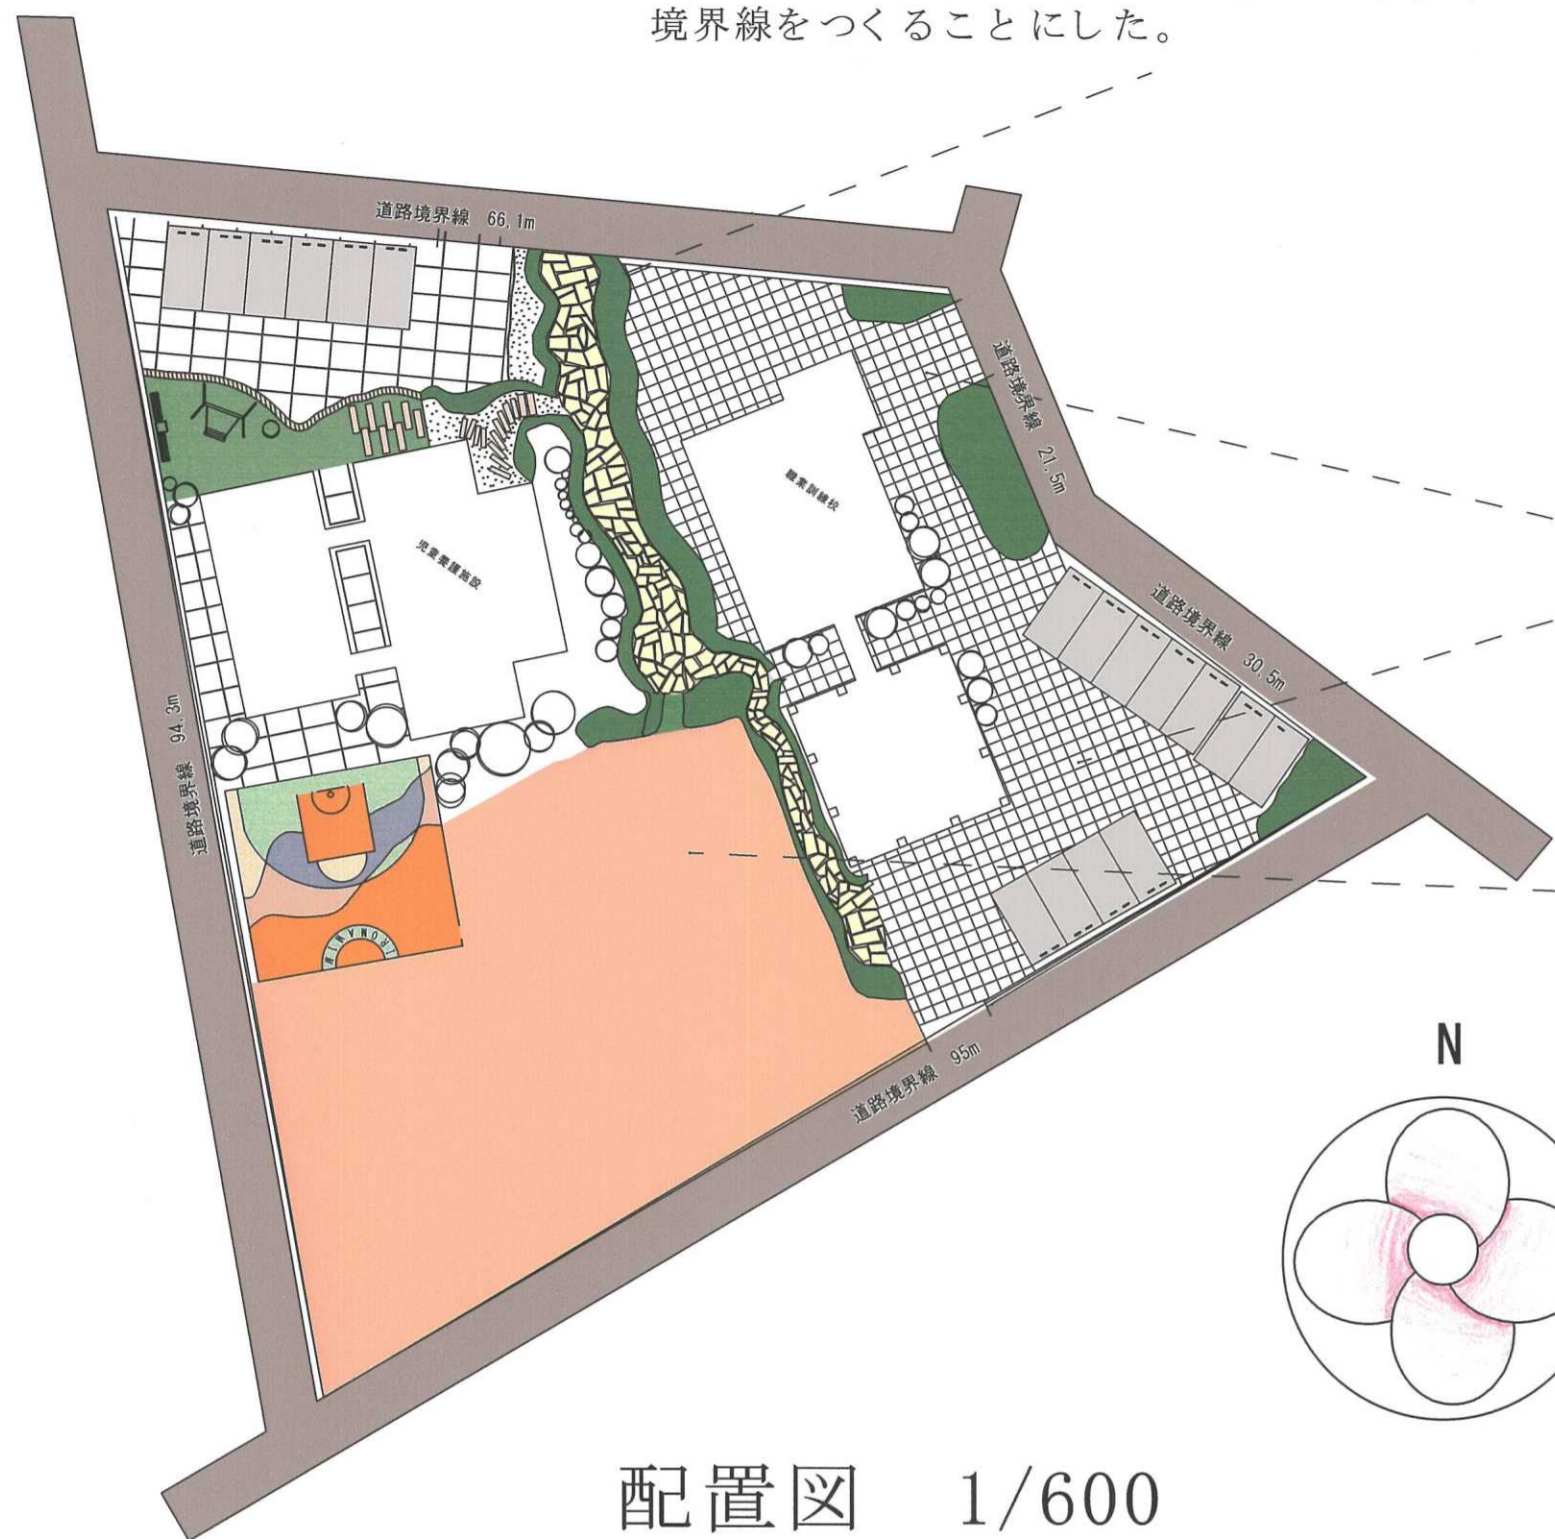 境界線をつくることにした。
道路境界線 66,1m
道路境界線 21,5m
職業訓練校
児童養護施設
道路境界線 30,5m
道路境界線 94.3m
道路境界線 95m
N
配置図 1/600